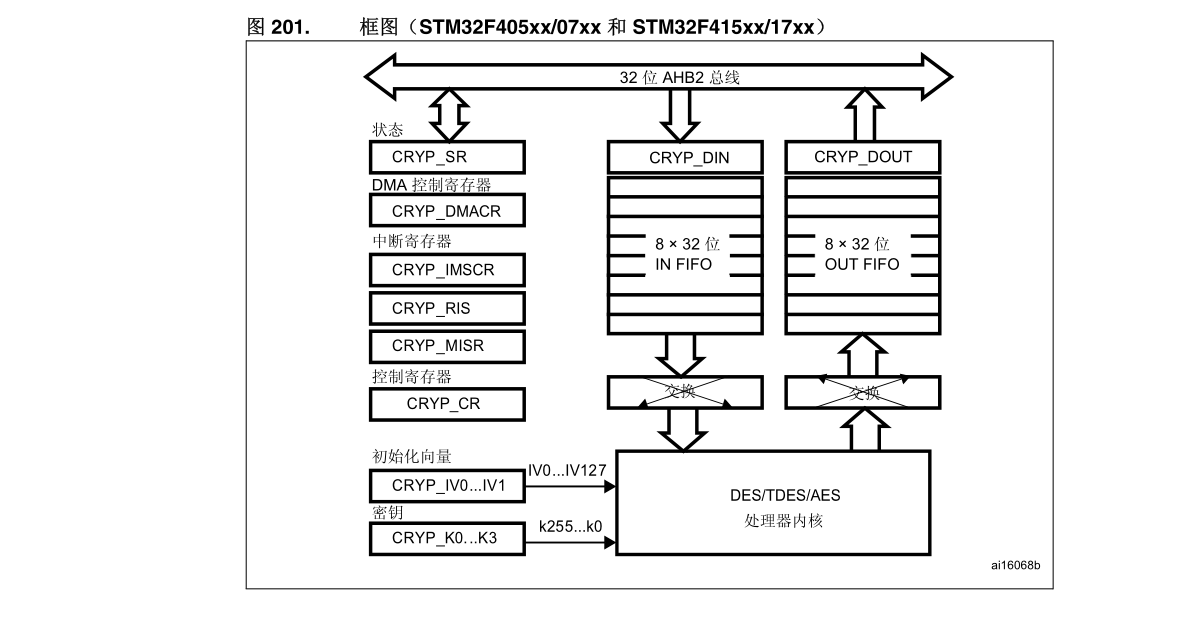 图 201. 框图（STM32F405xx/07xx 和 STM32F415xx/17xx）
32 位 AHB2 总线
状态
CRYP_SR
DMA 控制寄存器
CRYP_DMACR
中断寄存器
CRYP_IMSCR
CRYP_RIS
CRYP_MISR
控制寄存器
CRYP_CR
初始化向量
CRYP_IV0...IV1
密钥
CRYP_K0...K3
IV0...IV127
k255...k0
CRYP_DIN
8 × 32 位
IN FIFO
交换
CRYP_DOUT
8 × 32 位
OUT FIFO
交换
DES/TDES/AES
处理器内核
ai16068b